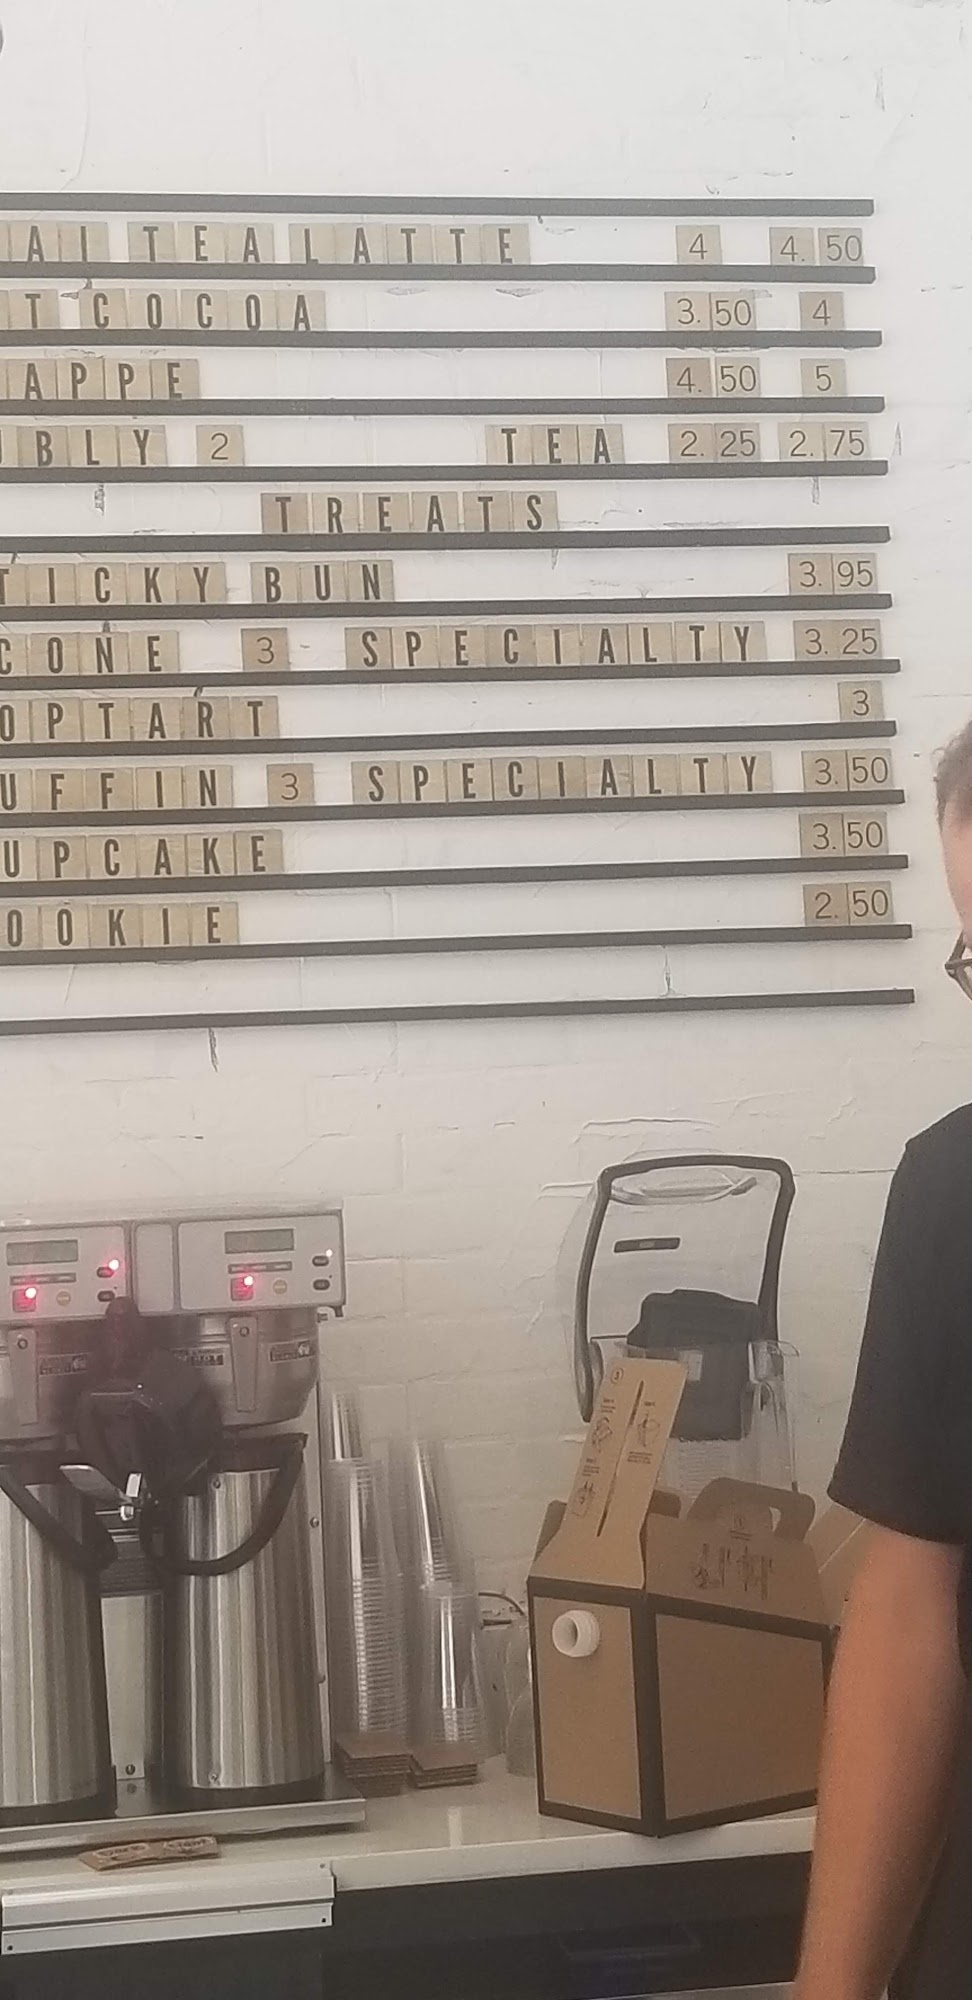 AI TEA LATTE 4 4.50
T COCOA 3.50 4
APPE 4.50 5
BLY 2 TEA 2.25 2.75
TREATS
TICKY BUN 3.95
CONE 3 SPECIALTY 3.25
OPTART 3
UFFIN 3 SPECIALTY 3.50
UPCAKE 3.50
OOKIE 2.50